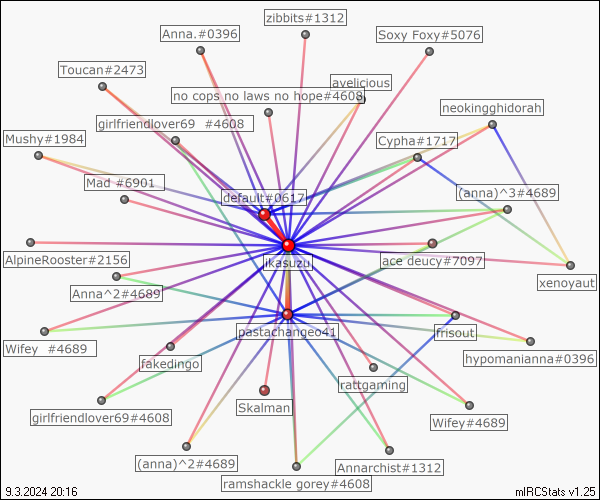 zibbits#1312
Anna.#0396
Soxy Foxy#5076
Toucan#2473
avelicious
no cops no laws no hope#4608
neokingghidorah
girlfriendlover69 #4608
Mushy#1984
Cypha#1717
Mad #6901
(anna)^3#4689
default#0617
AlpineRooster#2156
ikasuzu
ace deucy#7097
xenoyaut
Anna^2#4689
pastachangeo41
frisout
Wifey #4689
fakedingo
hypomanianna#0396
rattgaming
girlfriendlover69#4608
Skalman
Wifey#4689
(anna)^2#4689
Annarchist#1312
ramshackle gorey#4608
9.3.2024 20:16
mIRCStats v1.25